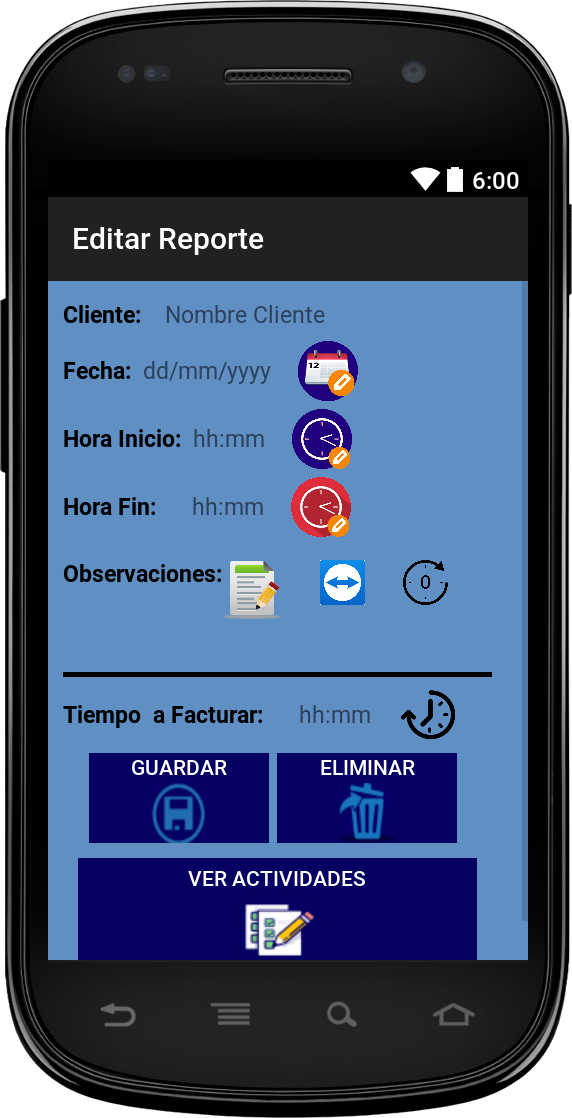 6:00
Editar Reporte
Cliente: Nombre Cliente
Fecha: dd/mm/yyyy
12
Hora Inicio: hh:mm
Hora Fin: hh:mm
Observaciones:
0
Tiempo a Facturar: hh:mm
GUARDAR ELIMINAR
VER ACTIVIDADES